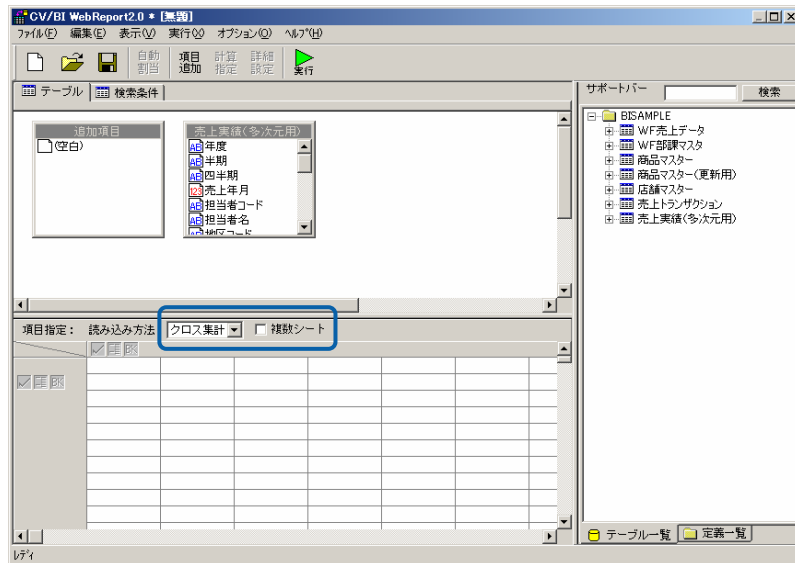 CV/BI WebReport2.0 * [無題]
ファイル(F) 編集(E) 表示(V) 実行(X) オプション(O) ヘルプ(H)
自動割当 項目追加 計算指定 詳細設定 実行
テーブル 検索条件
サポートバー 検索
追加項目
(空白)
売上実績(多次元用)
年度
半期
四半期
売上年月
担当者コード
担当者名
地区コード
BISAMPLE
WF売上データ
WF部課マスタ
商品マスター
商品マスター(更新用)
店舗マスター
売上トランザクション
売上実績(多次元用)
項目指定: 読み込み方法 クロス集計 複数シート
テーブル一覧 定義一覧
レディ